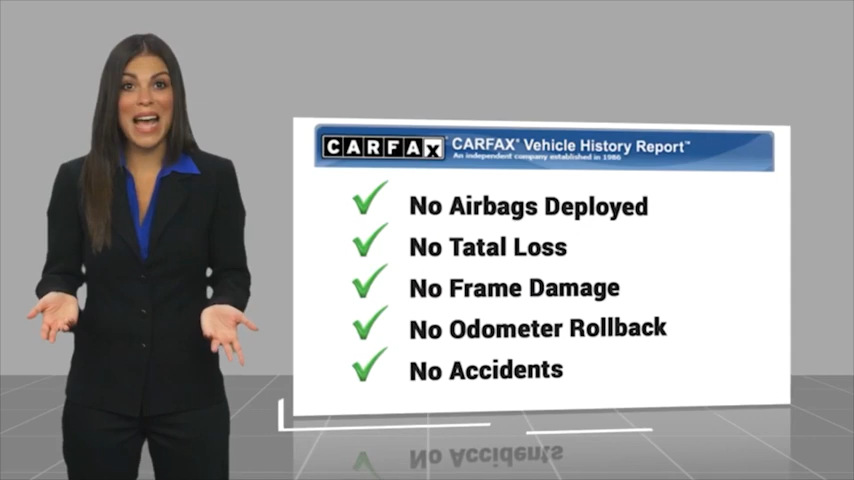 CARFAX CARFAX® Vehicle History Report™
An independent company established in 1986
No Airbags Deployed
No Tatal Loss
No Frame Damage
No Odometer Rollback
No Accidents
No Accidents